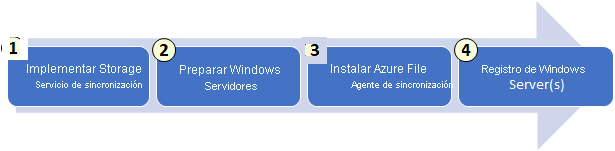 1
Implementar Storage
Servicio de sincronización
2
Preparar Windows
Servidores
3
Instalar Azure File
Agente de sincronización
4
Registro de Windows
Server(s)